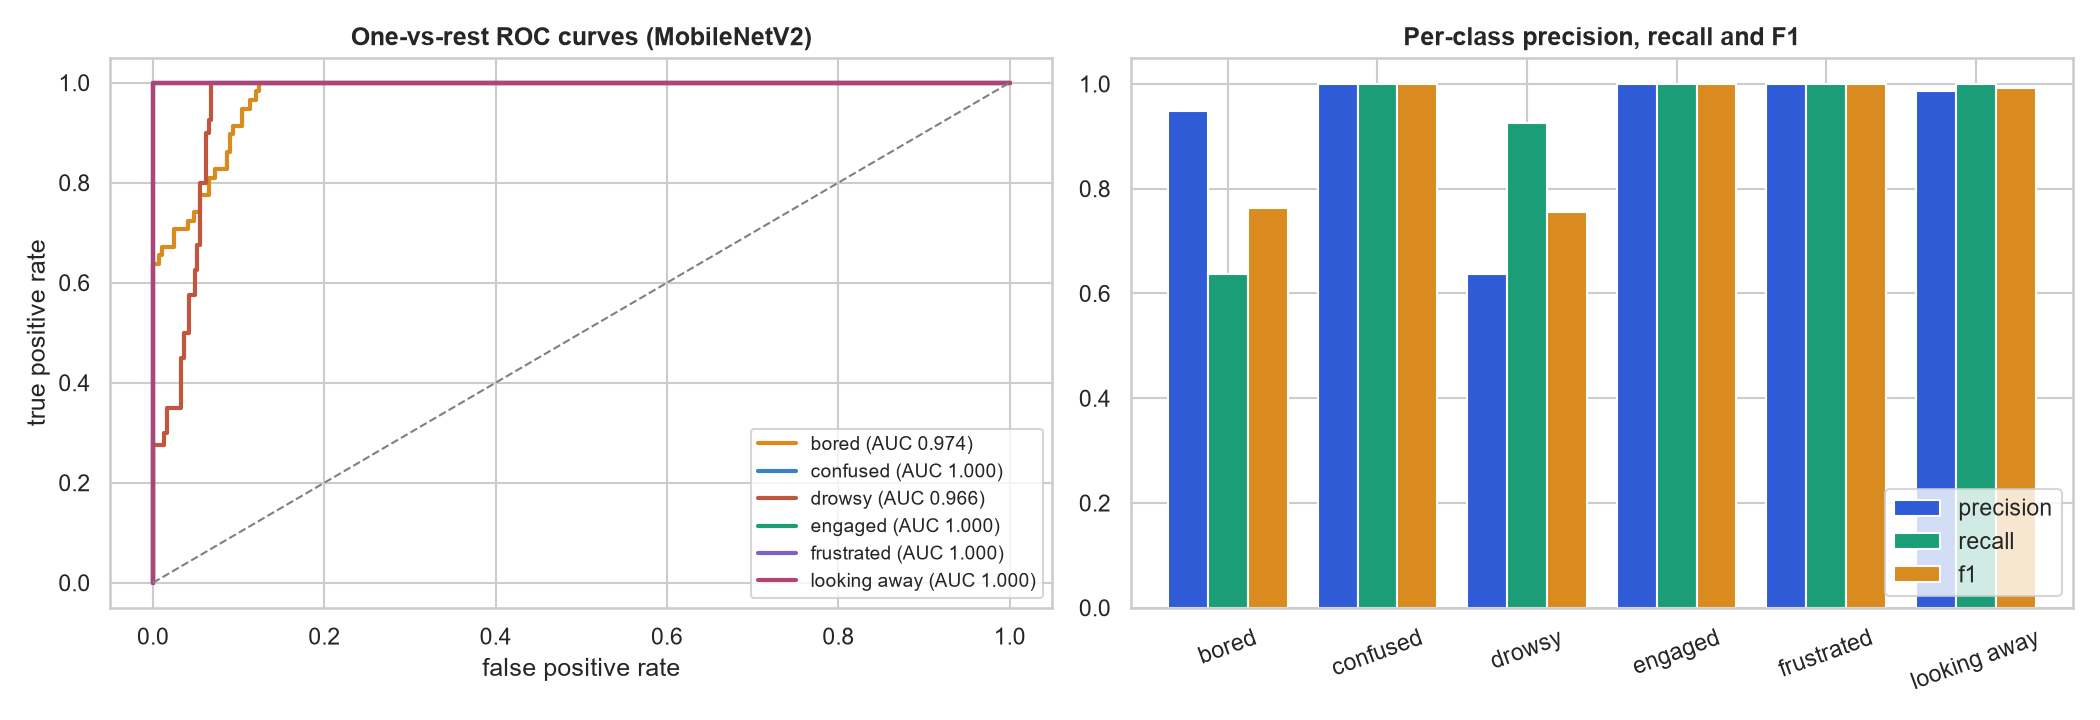 One-vs-rest ROC curves (MobileNetV2)
true positive rate
1.0
0.8
0.6
0.4
0.2
0.0
bored (AUC 0.974)
confused (AUC 1.000)
drowsy (AUC 0.966)
engaged (AUC 1.000)
frustrated (AUC 1.000)
looking away (AUC 1.000)
0.0 0.2 0.4 0.6 0.8 1.0
false positive rate
Per-class precision, recall and F1
1.0
0.8
0.6
0.4
0.2
0.0
precision
recall
f1
bored confused drowsy engaged frustrated looking away